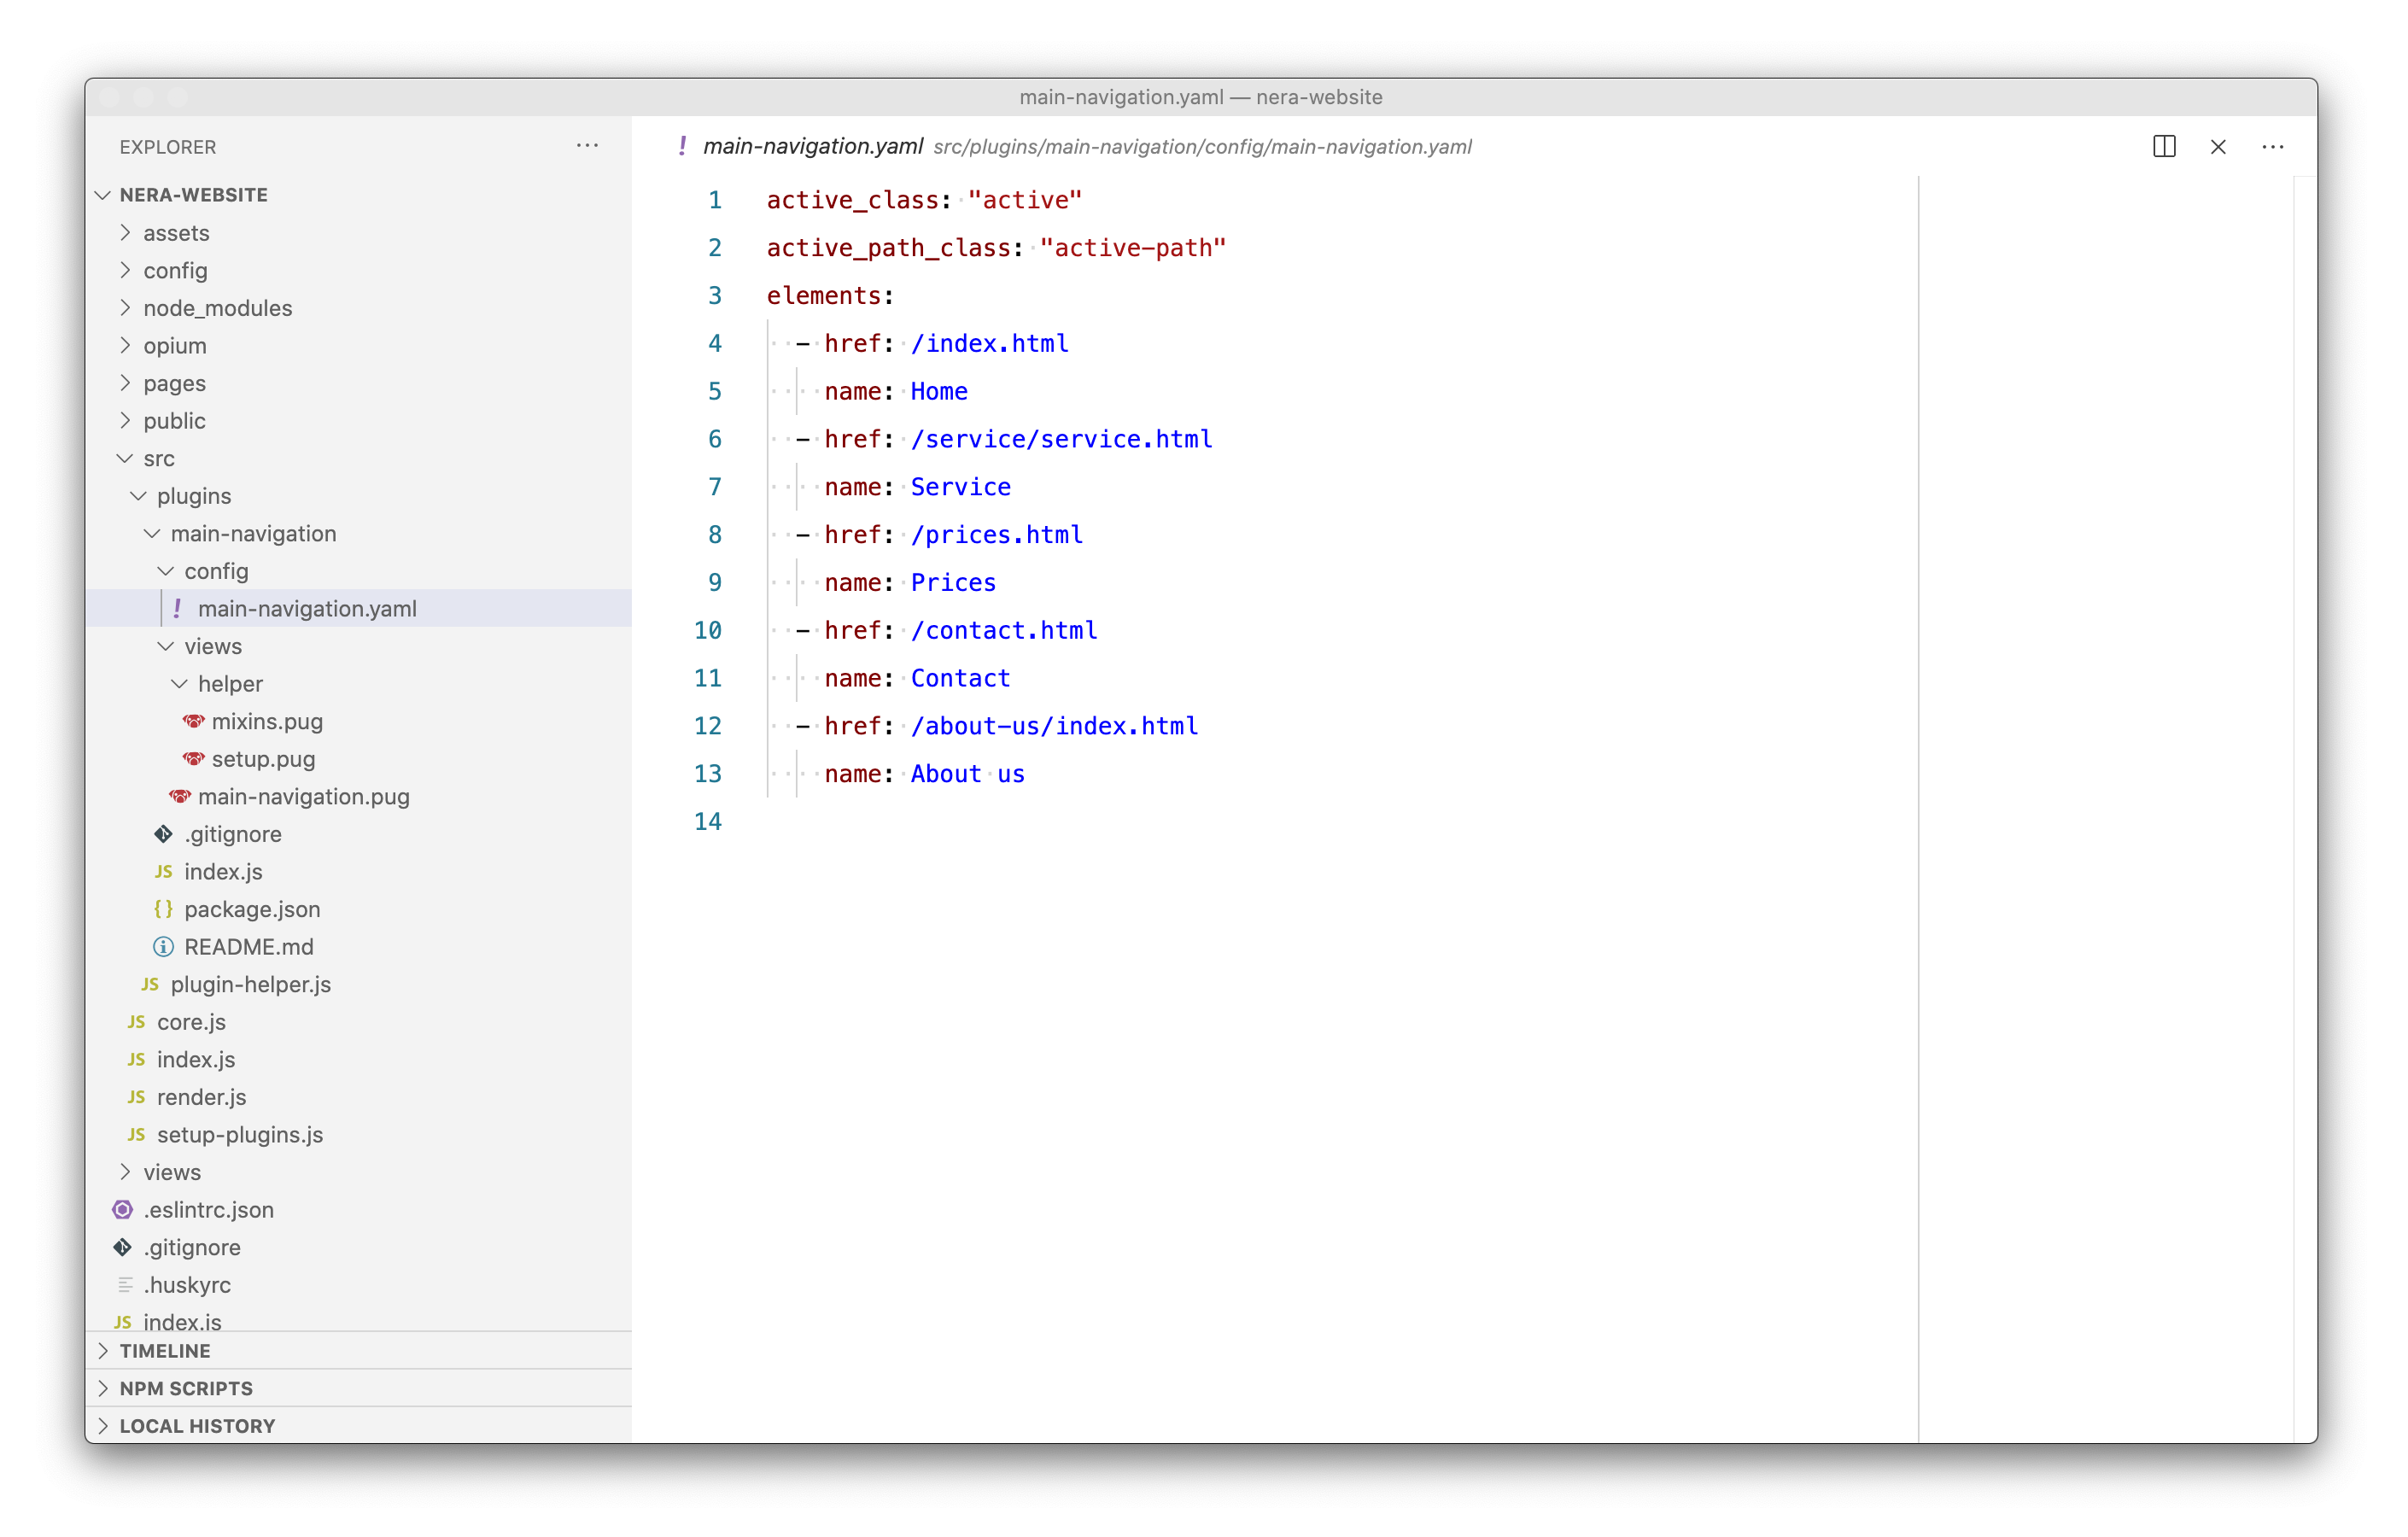 main-navigation.yaml — nera-website
EXPLORER
NERA-WEBSITE
assets
config
node_modules
opium
pages
public
src
plugins
main-navigation
config
! main-navigation.yaml
views
helper
mixins.pug
setup.pug
main-navigation.pug
.gitignore
JS index.js
{} package.json
README.md
JS plugin-helper.js
JS core.js
JS index.js
JS render.js
JS setup-plugins.js
views
.eslintrc.json
.gitignore
.huskyrc
JS index.js
TIMELINE
NPM SCRIPTS
LOCAL HISTORY
! main-navigation.yaml src/plugins/main-navigation/config/main-navigation.yaml
1 active_class: "active"
2 active_path_class: "active-path"
3 elements:
4   - href: /index.html
5     name: Home
6   - href: /service/service.html
7     name: Service
8   - href: /prices.html
9     name: Prices
10   - href: /contact.html
11     name: Contact
12   - href: /about-us/index.html
13     name: About us
14